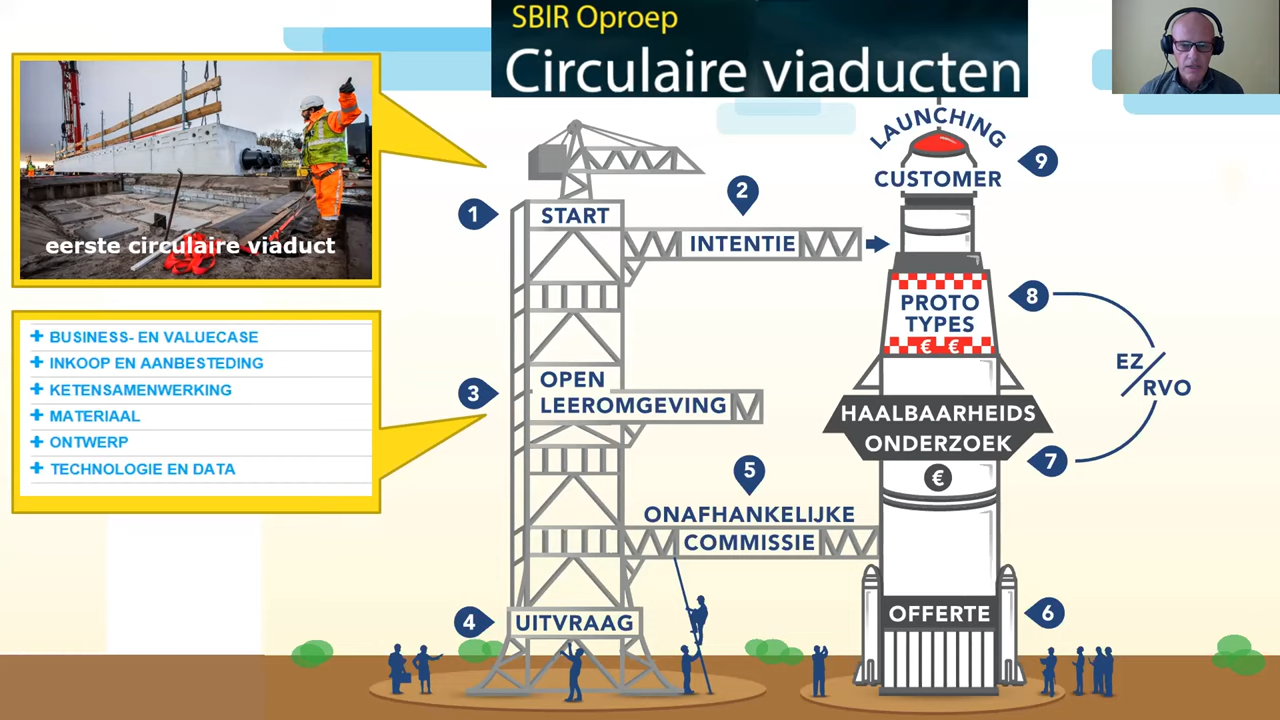 SBIR Oproep
Circulaire viaducten
eerste circulaire viaduct
+ BUSINESS- EN VALUECASE
+ INKOOP EN AANBESTEDING
+ KETENSAMENWERKING
+ MATERIAAL
+ ONTWERP
+ TECHNOLOGIE EN DATA
1
START
2
INTENTIE
3
OPEN
LEEROMGEVING
4
UITVRAAG
5
ONAFHANKELIJKE
COMMISSIE
6
OFFERTE
7
HAALBAARHEIDS
ONDERZOEK
€
8
PROTO
TYPES
€ €
EZ/
RVO
9
LAUNCHING
CUSTOMER